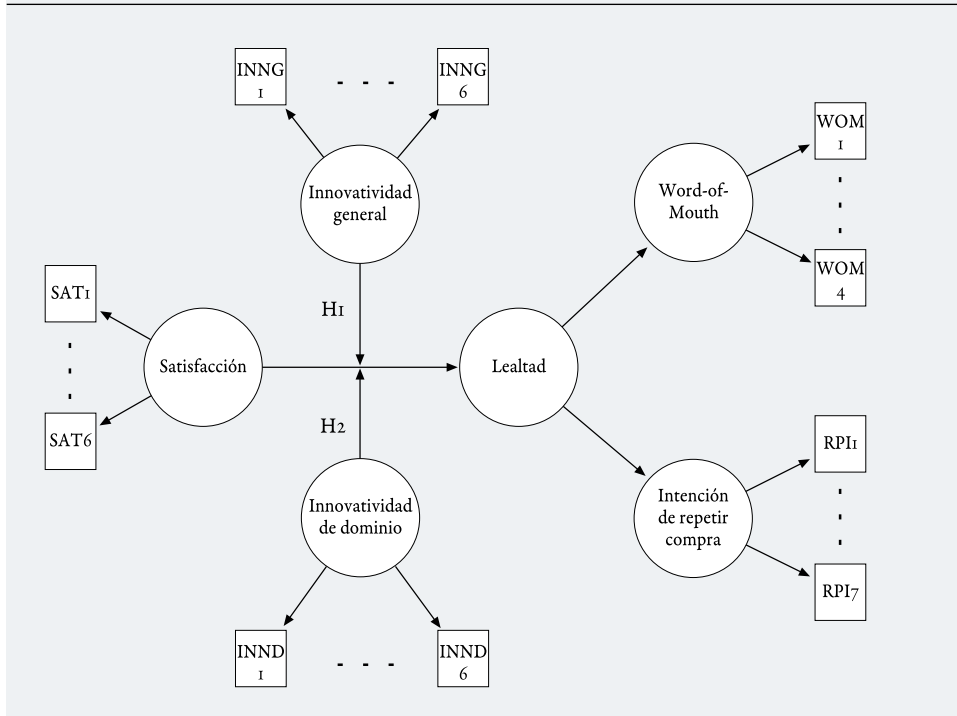 INNG
1
INNG
6
WOM
1
Innovatividad
general
Word-of-
Mouth
WOM
4
SAT1
H1
Satisfacción
Lealtad
SAT6
H2
RPI1
Innovatividad
de dominio
Intención
de repetir
compra
RPI7
INND
1
INND
6